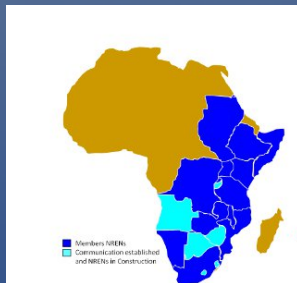 Members NRENs
Communication established
and NRENs in Construction